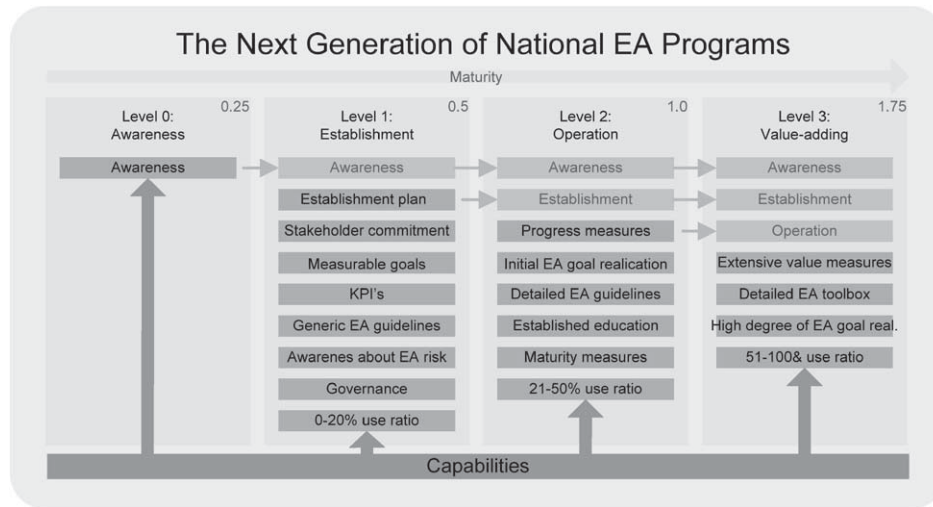 The Next Generation of National EA Programs
Maturity
0.25
Level 0:
Awareness
Awareness
0.5
Level 1:
Establishment
Awareness
Establishment plan
Stakeholder commitment
Measurable goals
KPI's
Generic EA guidelines
Awarenes about EA risk
Governance
0-20% use ratio
1.0
Level 2:
Operation
Awareness
Establishment
Progress measures
Initial EA goal realication
Detailed EA guidelines
Established education
Maturity measures
21-50% use ratio
1.75
Level 3:
Value-adding
Awareness
Establishment
Operation
Extensive value measures
Detailed EA toolbox
High degree of EA goal real.
51-100& use ratio
Capabilities